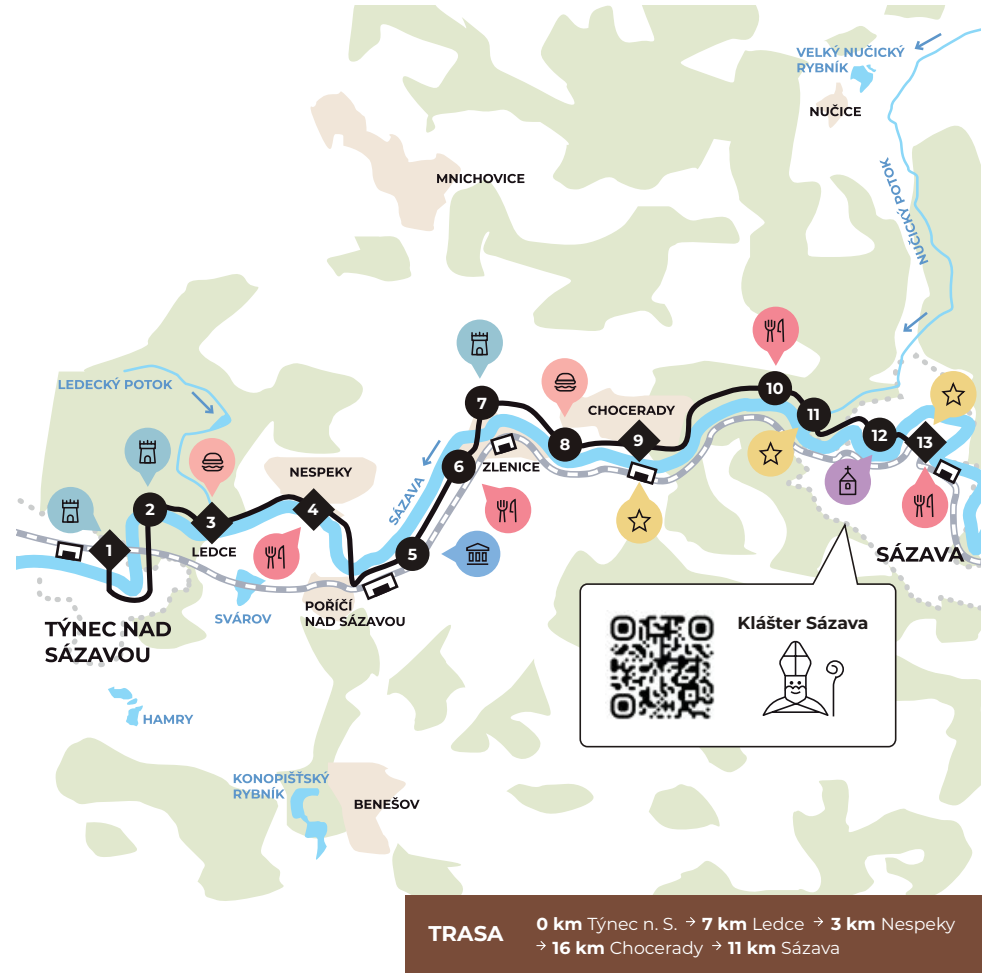 VELKÝ NUČICKÝ
RYBNÍK
NUČICE
MNICHOVICE
NUČICKÝ POTOK
LEDECKÝ POTOK
10
7
CHOCERADY
11
8
9
12
13
NESPEKY
6
ZLENICE
SÁZAVA
2
3
4
LEDCE
1
5
SÁZAVA
POŘÍČÍ
NAD SÁZAVOU
SVÁROV
TÝNEC NAD
SÁZAVOU
Klášter Sázava
HAMRY
KONOPIŠŤSKÝ
RYBNÍK
BENEŠOV
TRASA
0 km Týnec n. S. → 7 km Ledce → 3 km Nespeky
→ 16 km Chocerady → 11 km Sázava